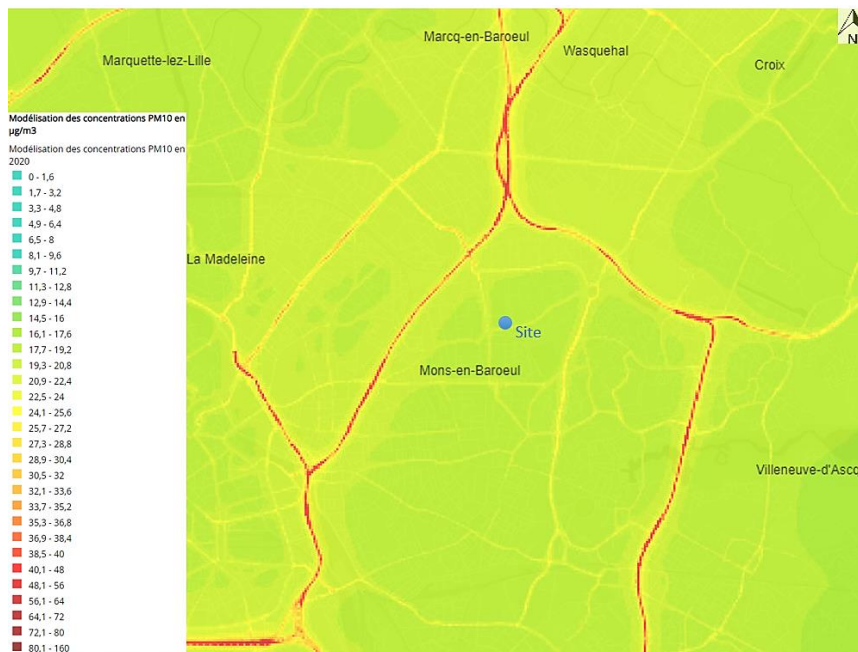 Marcq-en-Baroeul
Wasquehal
Marquette-lez-Lille
Croix
N
Modélisation des concentrations PM10 en
µg/m3
Modélisation des concentrations PM10 en
2020
0 - 1,6
1,7 - 3,2
3,3 - 4,8
4,9 - 6,4
6,5 - 8
8,1 - 9,6
9,7 - 11,2
11,3 - 12,8
12,9 - 14,4
14,5 - 16
16,1 - 17,6
17,7 - 19,2
19,3 - 20,8
20,9 - 22,4
22,5 - 24
24,1 - 25,6
25,7 - 27,2
27,3 - 28,8
28,9 - 30,4
30,5 - 32
32,1 - 33,6
33,7 - 35,2
35,3 - 36,8
36,9 - 38,4
38,5 - 40
40,1 - 48
48,1 - 56
56,1 - 64
64,1 - 72
72,1 - 80
80,1 - 160
La Madeleine
Site
Mons-en-Baroeul
Villeneuve-d'Asco